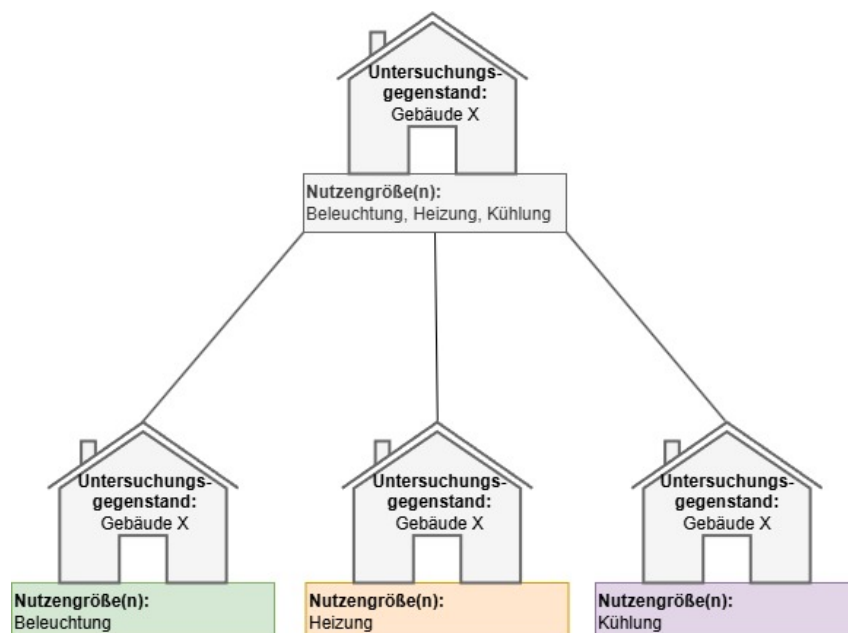 Untersuchungs-
gegenstand:
Gebäude X
Nutzengröße(n):
Beleuchtung, Heizung, Kühlung
Untersuchungs-
gegenstand:
Gebäude X
Nutzengröße(n):
Beleuchtung
Untersuchungs-
gegenstand:
Gebäude X
Nutzengröße(n):
Heizung
Untersuchungs-
gegenstand:
Gebäude X
Nutzengröße(n):
Kühlung